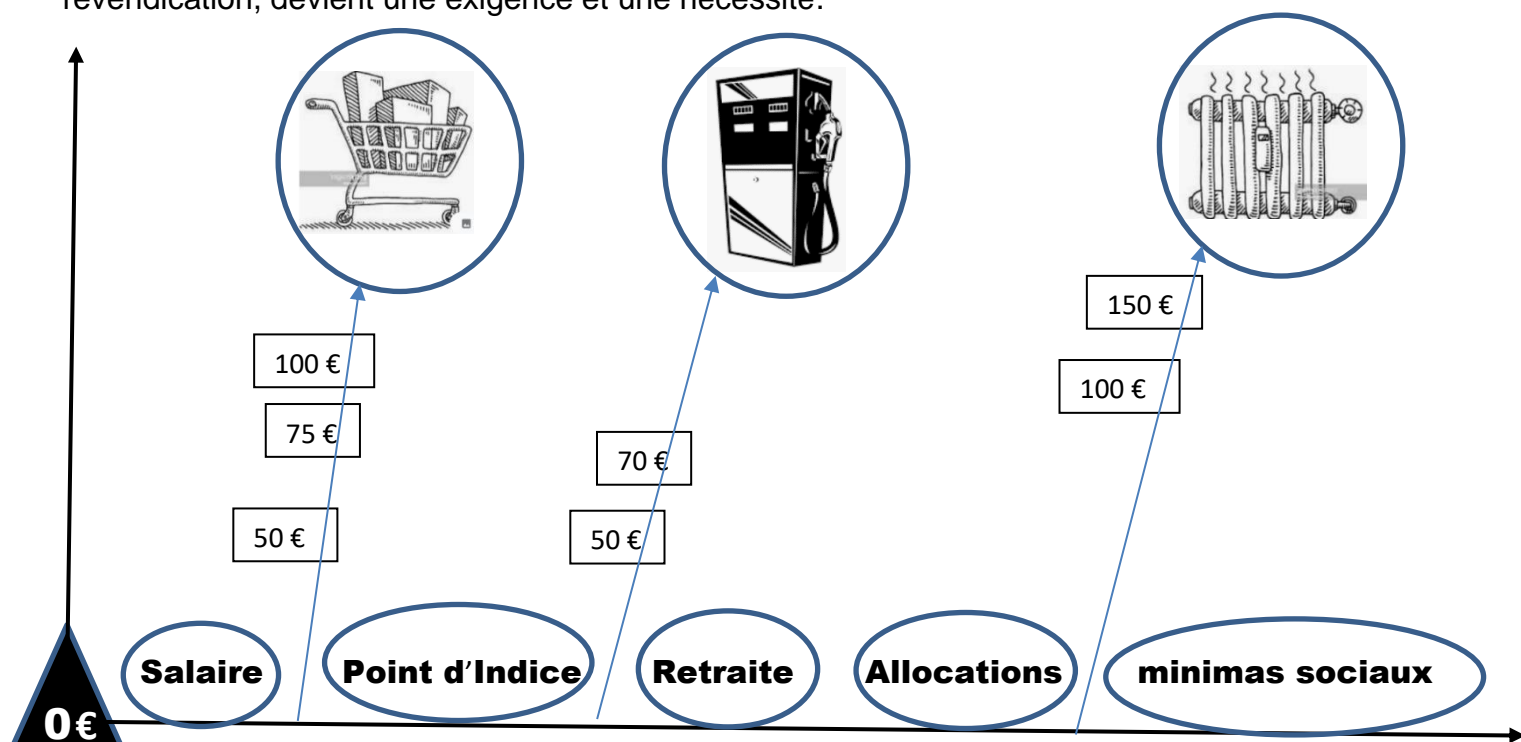 revendication, devient une exigence et une nécessité.
150 €
100 €
100 €
75 €
70 €
50 €
50 €
Salaire
Point d'Indice
Retraite
Allocations
minimas sociaux
0€